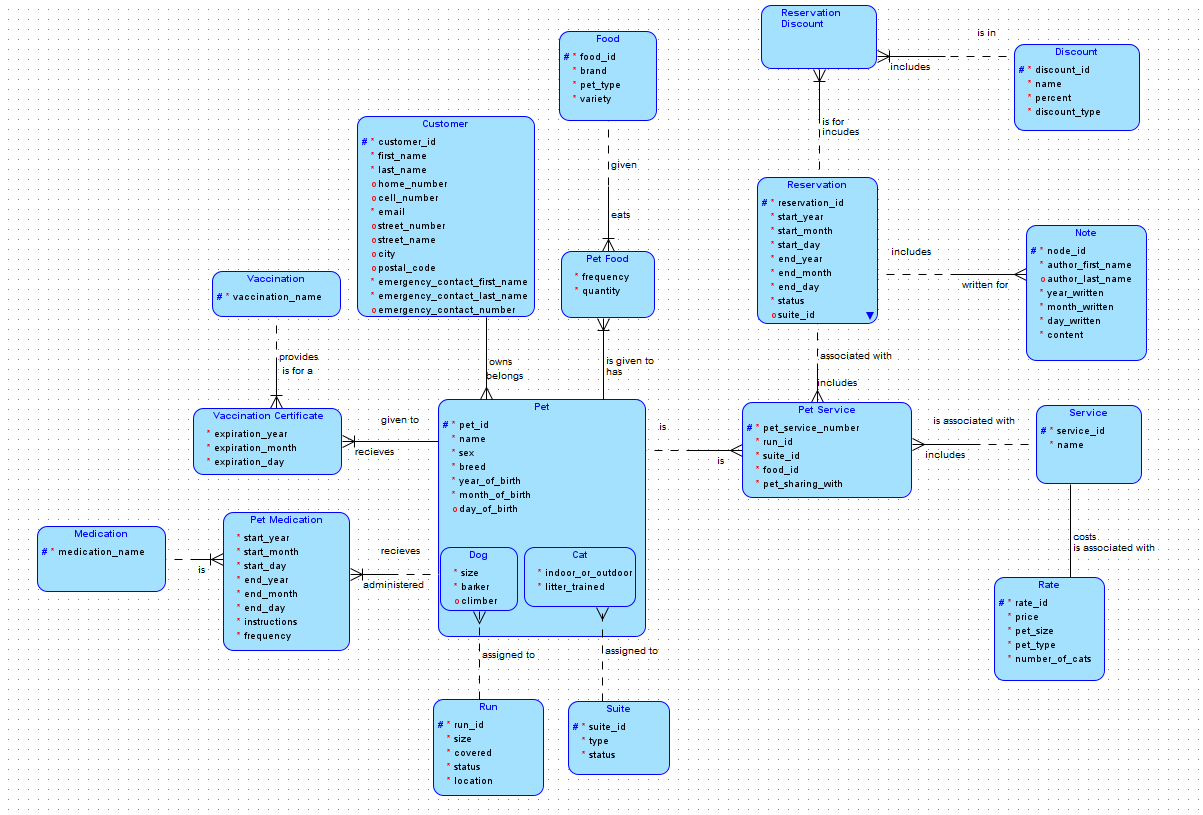 Reservation
Discount
is in
includes
Discount
# * discount_id
* name
* percent
* discount_type
Food
# * food_id
* brand
* pet_type
* variety
given
eats
Customer
# * customer_id
* first_name
* last_name
o home_number
o cell_number
* email
o street_number
o street_name
o city
o postal_code
* emergency_contact_first_name
* emergency_contact_last_name
o emergency_contact_number
is for
incudes
Reservation
# * reservation_id
* start_year
* start_month
* start_day
* end_year
* end_month
* end_day
* status
o suite_id
includes
written for
Note
# * node_id
* author_first_name
o author_last_name
* year_written
* month_written
* day_written
* content
Pet Food
* frequency
* quantity
Vaccination
# * vaccination_name
provides
is for a
owns
belongs
is given to
has
associated with
includes
Vaccination Certificate
* expiration_year
* expiration_month
* expiration_day
given to
recieves
Pet
# * pet_id
* name
* sex
* breed
* year_of_birth
* month_of_birth
o day_of_birth
is
is
Pet Service
# * pet_service_number
* run_id
* suite_id
* food_id
* pet_sharing_with
is associated with
includes
Service
# * service_id
* name
costs
is associated with
Medication
# * medication_name
is
Pet Medication
* start_year
* start_month
* start_day
* end_year
* end_month
* end_day
* instructions
* frequency
recieves
administered
Dog
* size
* barker
o climber
Cat
* indoor_or_outdoor
* litter_trained
Rate
# * rate_id
* price
* pet_size
* pet_type
* number_of_cats
assigned to
assigned to
Run
# * run_id
* size
* covered
* status
* location
Suite
# * suite_id
* type
* status